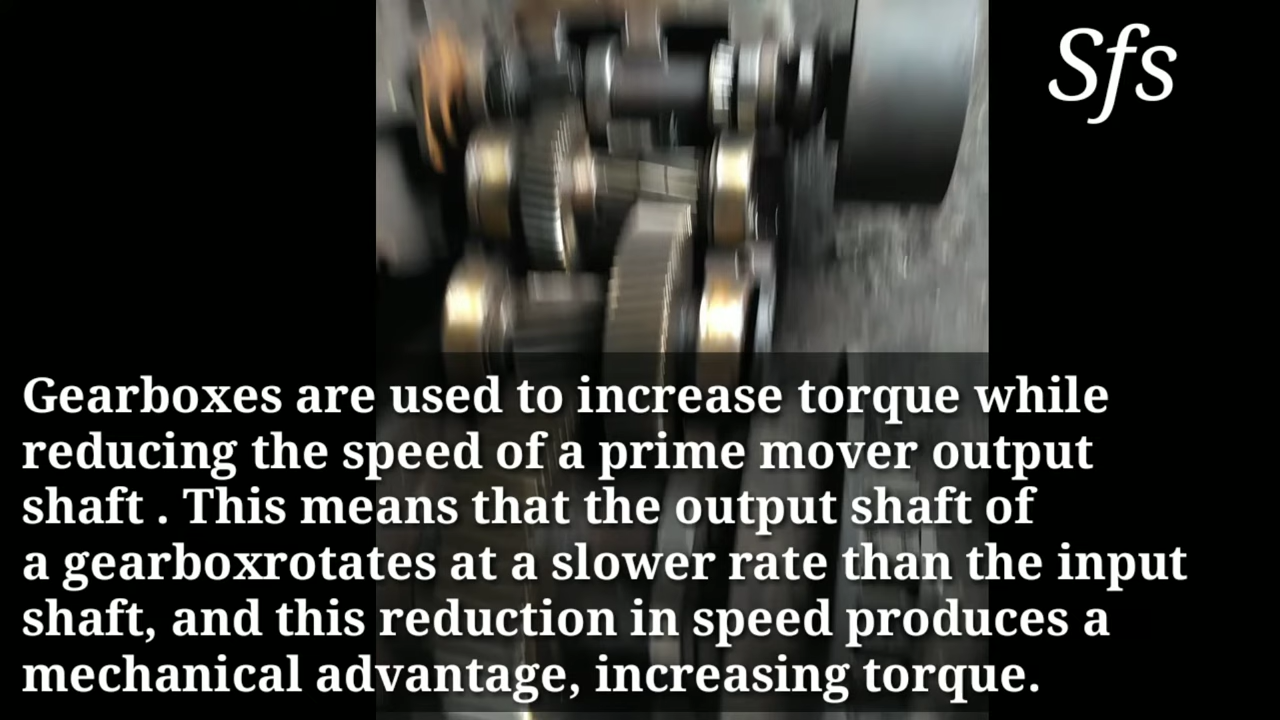 Sfs
Gearboxes are used to increase torque while
reducing the speed of a prime mover output
shaft . This means that the output shaft of
a gearboxrotates at a slower rate than the input
shaft, and this reduction in speed produces a
mechanical advantage, increasing torque.